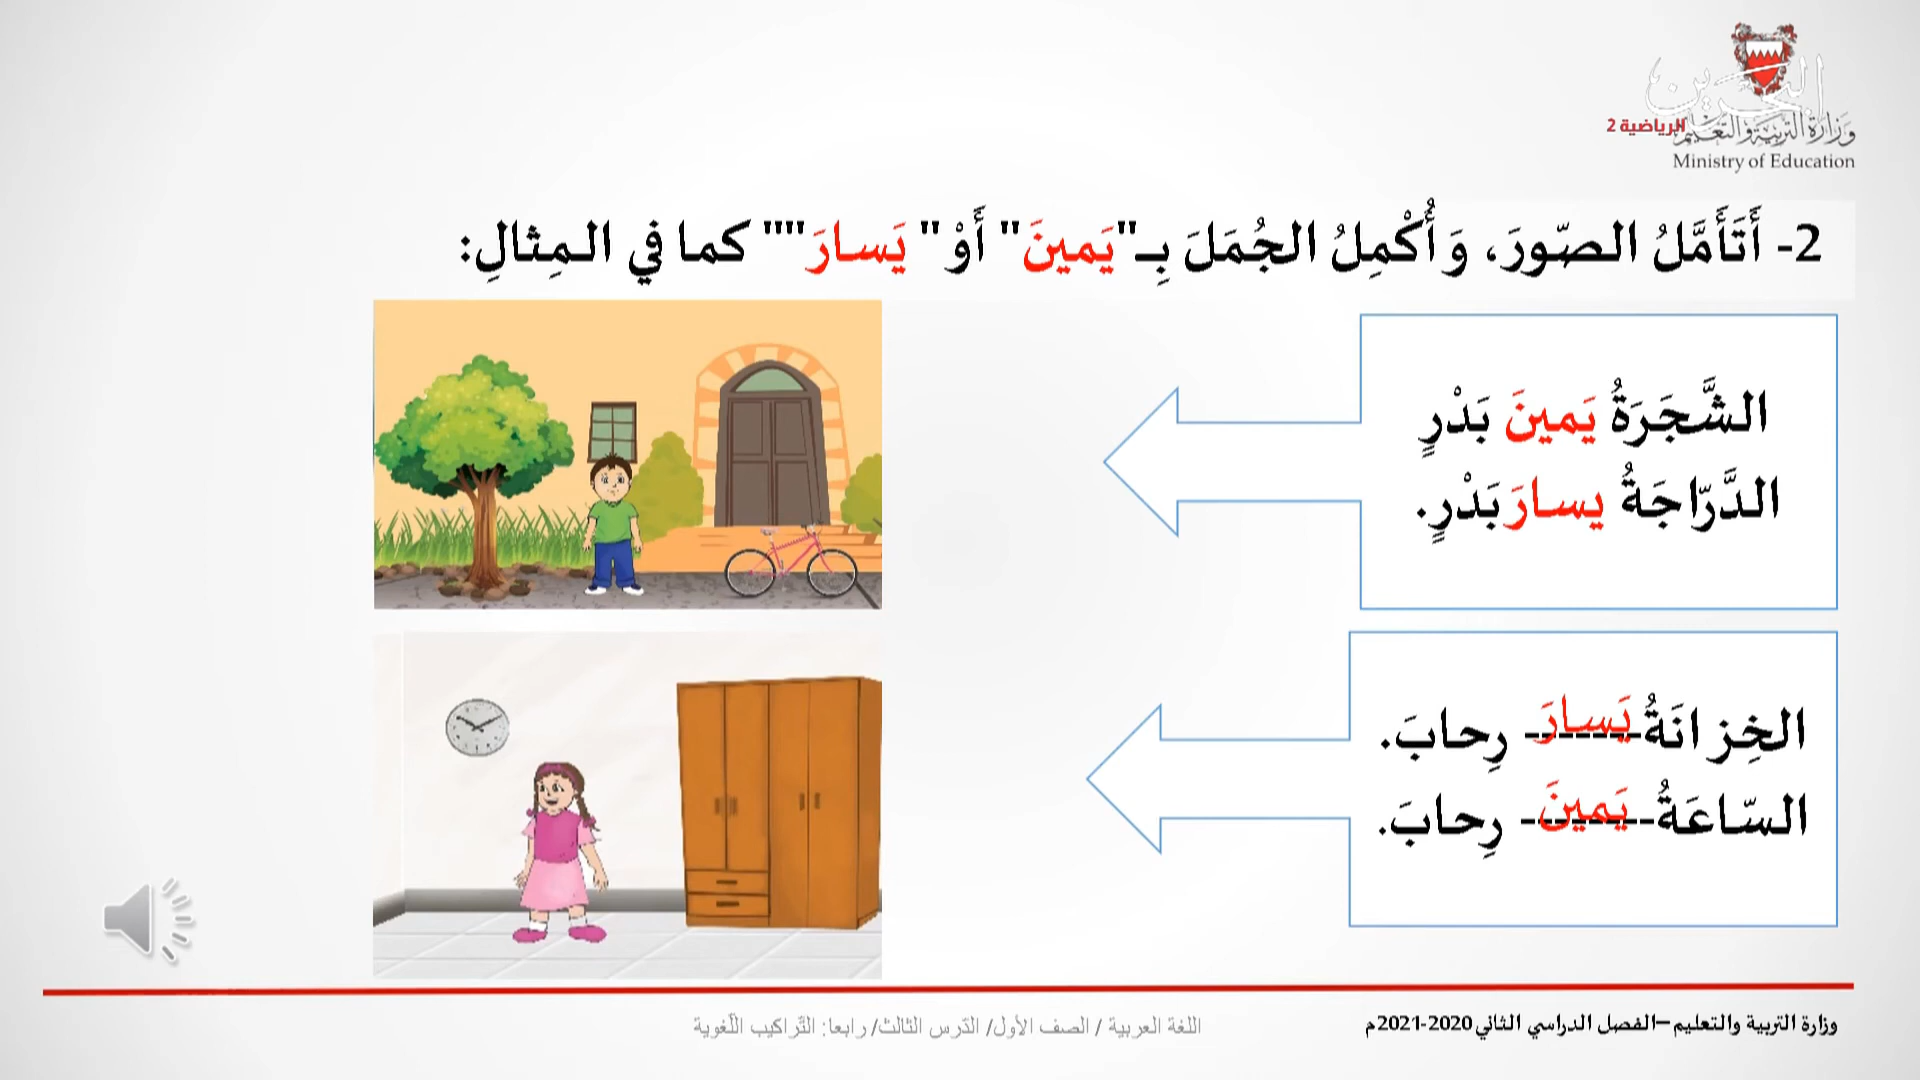 البحرين
الرياضية 2
وزارة التربية والتعليم
Ministry of Education
2- أَتَأَمَّلُ الصّورَ، وَ أُكْمِلُ الجُمَلَ بِـ"يَمينَ" أَوْ " يَسارَ"""" كما في المِثالِ:
الشَّجَرَةُ يَمينَ بَدْرٍ
الدَّرّاجَةُ يسارَ بَدْرٍ.
الخِزانَةُ يَسارَ رِحابَ.
السّاعَةُ يَمينَ رِحابَ.
وزارة التربية والتعليم –الفصل الدراسي الثاني 2020-2021م
اللغة العربية / الصف الأول/ الدّرس الثالث/ رابعا: التّراكيب اللّغوية